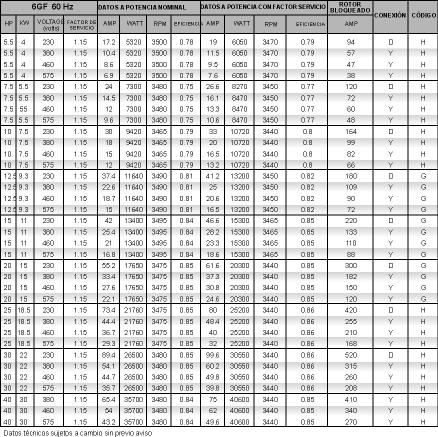 6GF 60 Hz DATOS A POTENCIA NOMINAL DATOS A POTENCIA CON FACTOR SERVICIO ROTOR BLOQUEADO CONEXIÓN CÓDIGO
HP KW VOLTAGE (volts) FACTOR DE SERVICIO AMP WATT RPM EFICIENCIA AMP WATT RPM EFICIENCIA AMP
5.5 4 230 1.15 17.2 5320 3500 0.78 19 6050 3470 0.79 94 D H
5.5 4 380 1.15 10.4 5320 3500 0.78 11.5 6050 3470 0.79 57 Y H
5.5 4 460 1.15 8.6 5320 3500 0.78 9.5 6050 3470 0.79 47 Y H
5.5 4 575 1.15 6.9 5320 3500 0.78 7.6 6050 3470 0.79 38 Y H
7.5 5.5 230 1.15 24 7300 3480 0.75 26.6 8270 3450 0.77 120 D H
7.5 5.5 380 1.15 14.5 7300 3480 0.75 16.1 8470 3450 0.77 72 Y H
7.5 5.5 460 1.15 12 7300 3480 0.75 13.3 8470 3450 0.77 60 Y H
7.5 5.5 575 1.15 9.6 7300 3480 0.75 10.6 8470 3450 0.77 48 Y H
10 7.5 230 1.15 30 9420 3465 0.79 33 10720 3440 0.8 164 D H
10 7.5 380 1.15 18 9420 3465 0.79 20 10720 3440 0.8 99 Y H
10 7.5 460 1.15 15 9420 3465 0.79 16.5 10720 3440 0.8 82 Y H
10 7.5 575 1.15 12 9420 3465 0.79 13.2 10720 3440 0.8 66 Y H
12.5 9.3 230 1.15 37.4 11640 3490 0.81 41.2 13200 3450 0.82 180 D G
12.5 9.3 380 1.15 22.6 11640 3490 0.81 25 13200 3450 0.82 109 Y G
12.5 9.3 460 1.15 18.7 11640 3490 0.81 20.6 13200 3450 0.82 90 Y G
12.5 9.3 575 1.15 15 11640 3490 0.81 16.5 13200 3450 0.82 72 Y G
15 11 230 1.15 42 13400 3495 0.84 46.6 15300 3465 0.85 220 D G
15 11 380 1.15 25.4 13400 3495 0.84 28.2 15300 3465 0.85 133 Y G
15 11 460 1.15 21 13400 3495 0.84 23.3 15300 3465 0.85 110 Y G
15 11 575 1.15 16.8 13400 3495 0.84 18.6 15300 3465 0.85 88 Y G
20 15 230 1.15 55.2 17650 3475 0.85 61.6 20300 3440 0.85 300 D G
20 15 380 1.15 33.4 17650 3475 0.85 37.3 20300 3440 0.85 182 Y G
20 15 460 1.15 27.6 17650 3475 0.85 30.8 20300 3440 0.85 150 Y G
20 15 575 1.15 22.1 17650 3475 0.85 24.6 20300 3440 0.85 120 Y G
25 18.5 230 1.15 73.4 21760 3480 0.85 80 25200 3440 0.86 420 D H
25 18.5 380 1.15 44.4 21760 3480 0.85 48.4 25200 3440 0.86 255 Y H
25 18.5 460 1.15 36.7 21760 3480 0.85 40 25200 3440 0.86 210 Y H
25 18.5 575 1.15 29.3 21760 3480 0.85 32 25200 3440 0.86 168 Y H
30 22 230 1.15 89.4 26500 3480 0.84 99.6 30550 3440 0.86 520 D H
30 22 380 1.15 54.1 26500 3480 0.84 60.2 30550 3440 0.86 315 Y H
30 22 460 1.15 44.7 26500 3480 0.84 49.8 30550 3440 0.86 260 Y H
30 22 575 1.15 35.7 26500 3480 0.84 39.8 30550 3440 0.86 208 Y H
40 30 380 1.15 65.4 35700 3480 0.84 75 40600 3440 0.85 410 Y H
40 30 460 1.15 54 35700 3480 0.84 62 40600 3440 0.85 340 Y H
40 30 575 1.15 43.2 35700 3480 0.84 49.6 40600 3440 0.85 270 Y H
Datos técnicos sujetos a cambio sin previo aviso